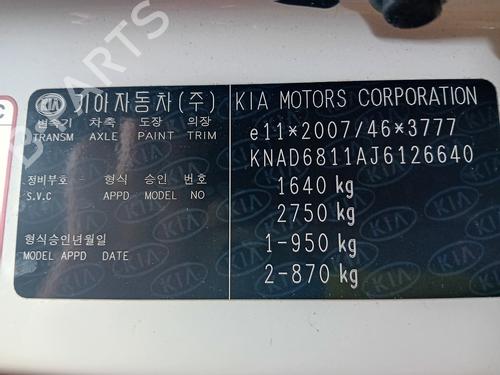 KIA 기아자동차(주)
변속기 차축 도장 의장
TRANSM AXLE PAINT TRIM
정비부호 형식 승인 번호
S.V.C APPD MODEL NO
형식승인년월일
MODEL APPD DATE
KIA MOTORS CORPORATION
e11*2007/46*3777
KNAD6811AJ6126640
1640 kg
2750 kg
1-950 kg
2-870 kg
PARTS
C